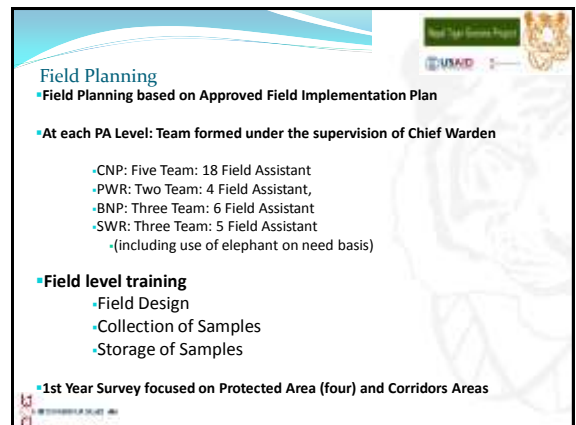 Nepal Tiger Genome Project
USAID
Field Planning
▪Field Planning based on Approved Field Implementation Plan
▪At each PA Level: Team formed under the supervision of Chief Warden
▪CNP: Five Team: 18 Field Assistant
▪PWR: Two Team: 4 Field Assistant,
▪BNP: Three Team: 6 Field Assistant
▪SWR: Three Team: 5 Field Assistant
▪(including use of elephant on need basis)
▪Field level training
▪Field Design
▪Collection of Samples
▪Storage of Samples
▪1st Year Survey focused on Protected Area (four) and Corridors Areas